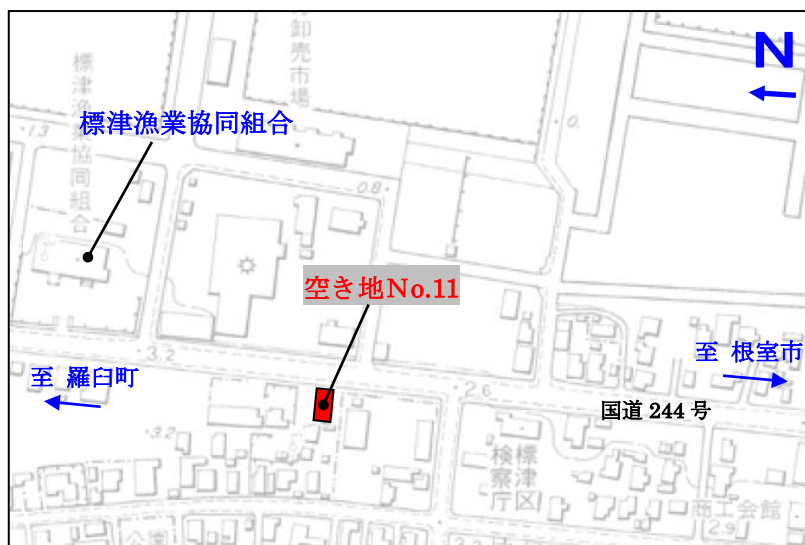 N
卸売市場
標津漁業協同組合
標津漁業協同組合
1.3
0.
0.8
空き地No.11
3.2
至 羅臼町
至 根室市
2.6
国道 244 号
3.2
標津区
検察庁
商工会館
2.9
公園